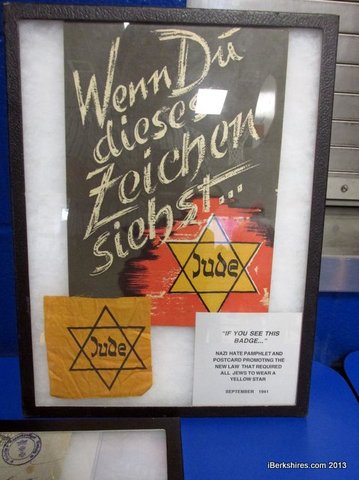 Wenn Du
dieses
Zeichen
siehst...
Jude
Jude
"IF YOU SEE THIS
BADGE..."
NAZI HATE PAMPHLET AND
POSTCARD PROMOTING THE
NEW LAW THAT REQUIRED
ALL JEWS TO WEAR A
YELLOW STAR
SEPTEMBER 1941
iBerkshires.com 2013